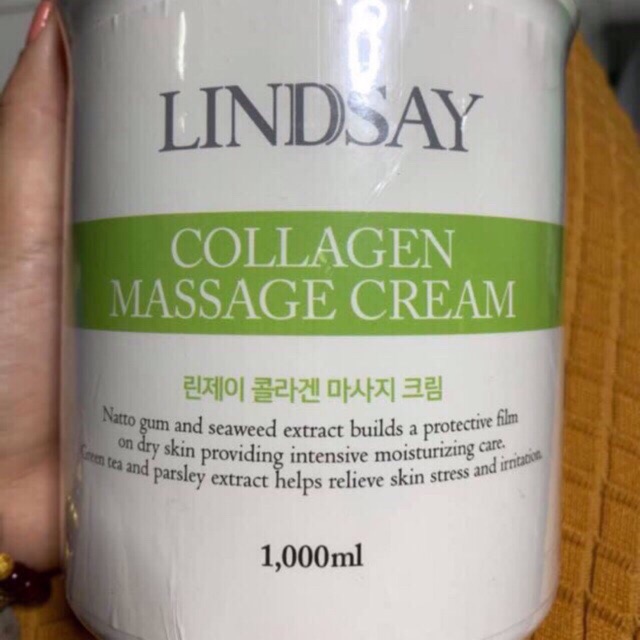 LINDSAY
COLLAGEN
MASSAGE CREAM
린제이 콜라겐 마사지 크림
Natto gum and seaweed extract builds a protective film
on dry skin providing intensive moisturizing care.
Green tea and parsley extract helps relieve skin stress and irritation.
1,000ml